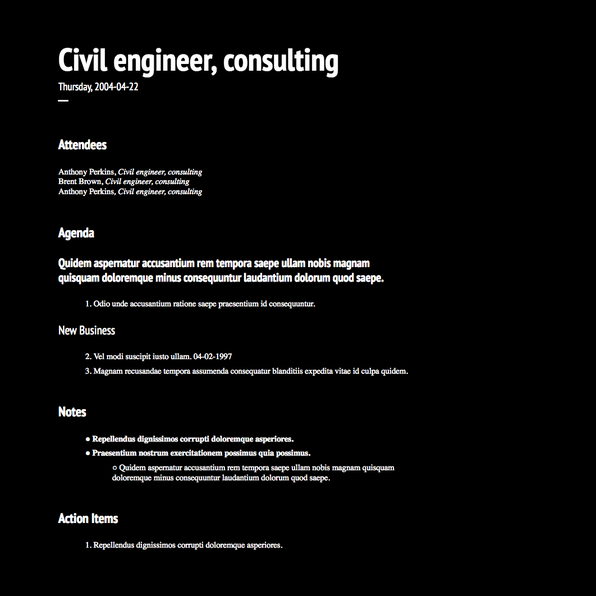 Civil engineer, consulting
Thursday, 2004-04-22
—
Attendees
Anthony Perkins, Civil engineer, consulting
Brent Brown, Civil engineer, consulting
Anthony Perkins, Civil engineer, consulting
Agenda
Quidem aspernatur accusantium rem tempora saepe ullam nobis magnam
quisquam doloremque minus consequuntur laudantium dolorum quod saepe.
1. Odio unde accusantium ratione saepe praesentium id consequuntur.
New Business
2. Vel modi suscipit iusto ullam. 04-02-1997
3. Magnam recusandae tempora assumenda consequatur blanditiis expedita vitae id culpa quidem.
Notes
● Repellendus dignissimos corrupti doloremque asperiores.
● Praesentium nostrum exercitationem possimus quia possimus.
○ Quidem aspernatur accusantium rem tempora saepe ullam nobis magnam quisquam
doloremque minus consequuntur laudantium dolorum quod saepe.
Action Items
1. Repellendus dignissimos corrupti doloremque asperiores.